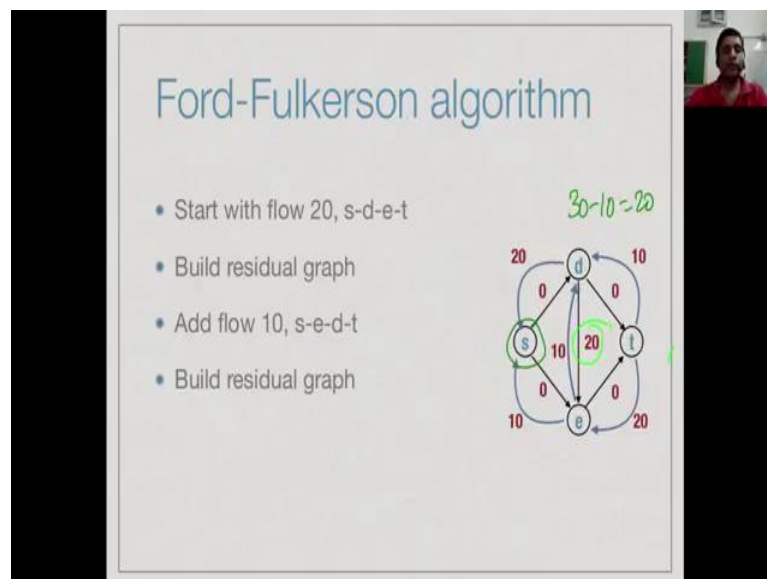 Ford-Fulkerson algorithm
• Start with flow 20, s-d-e-t
• Build residual graph
• Add flow 10, s-e-d-t
• Build residual graph
30-10=20
20 d 10
0 0
s 10 20 t
0 0
10 e 20